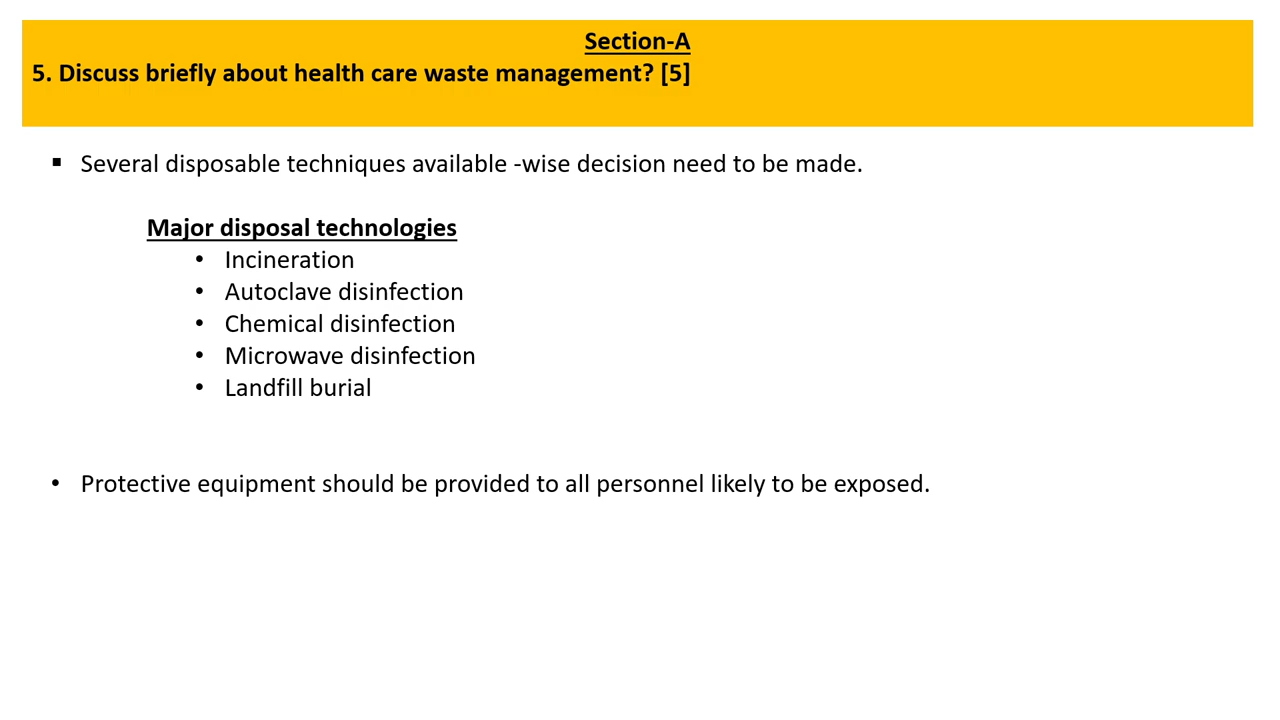 Section-A
5. Discuss briefly about health care waste management? [5]
▪ Several disposable techniques available -wise decision need to be made.
Major disposal technologies
• Incineration
• Autoclave disinfection
• Chemical disinfection
• Microwave disinfection
• Landfill burial
• Protective equipment should be provided to all personnel likely to be exposed.